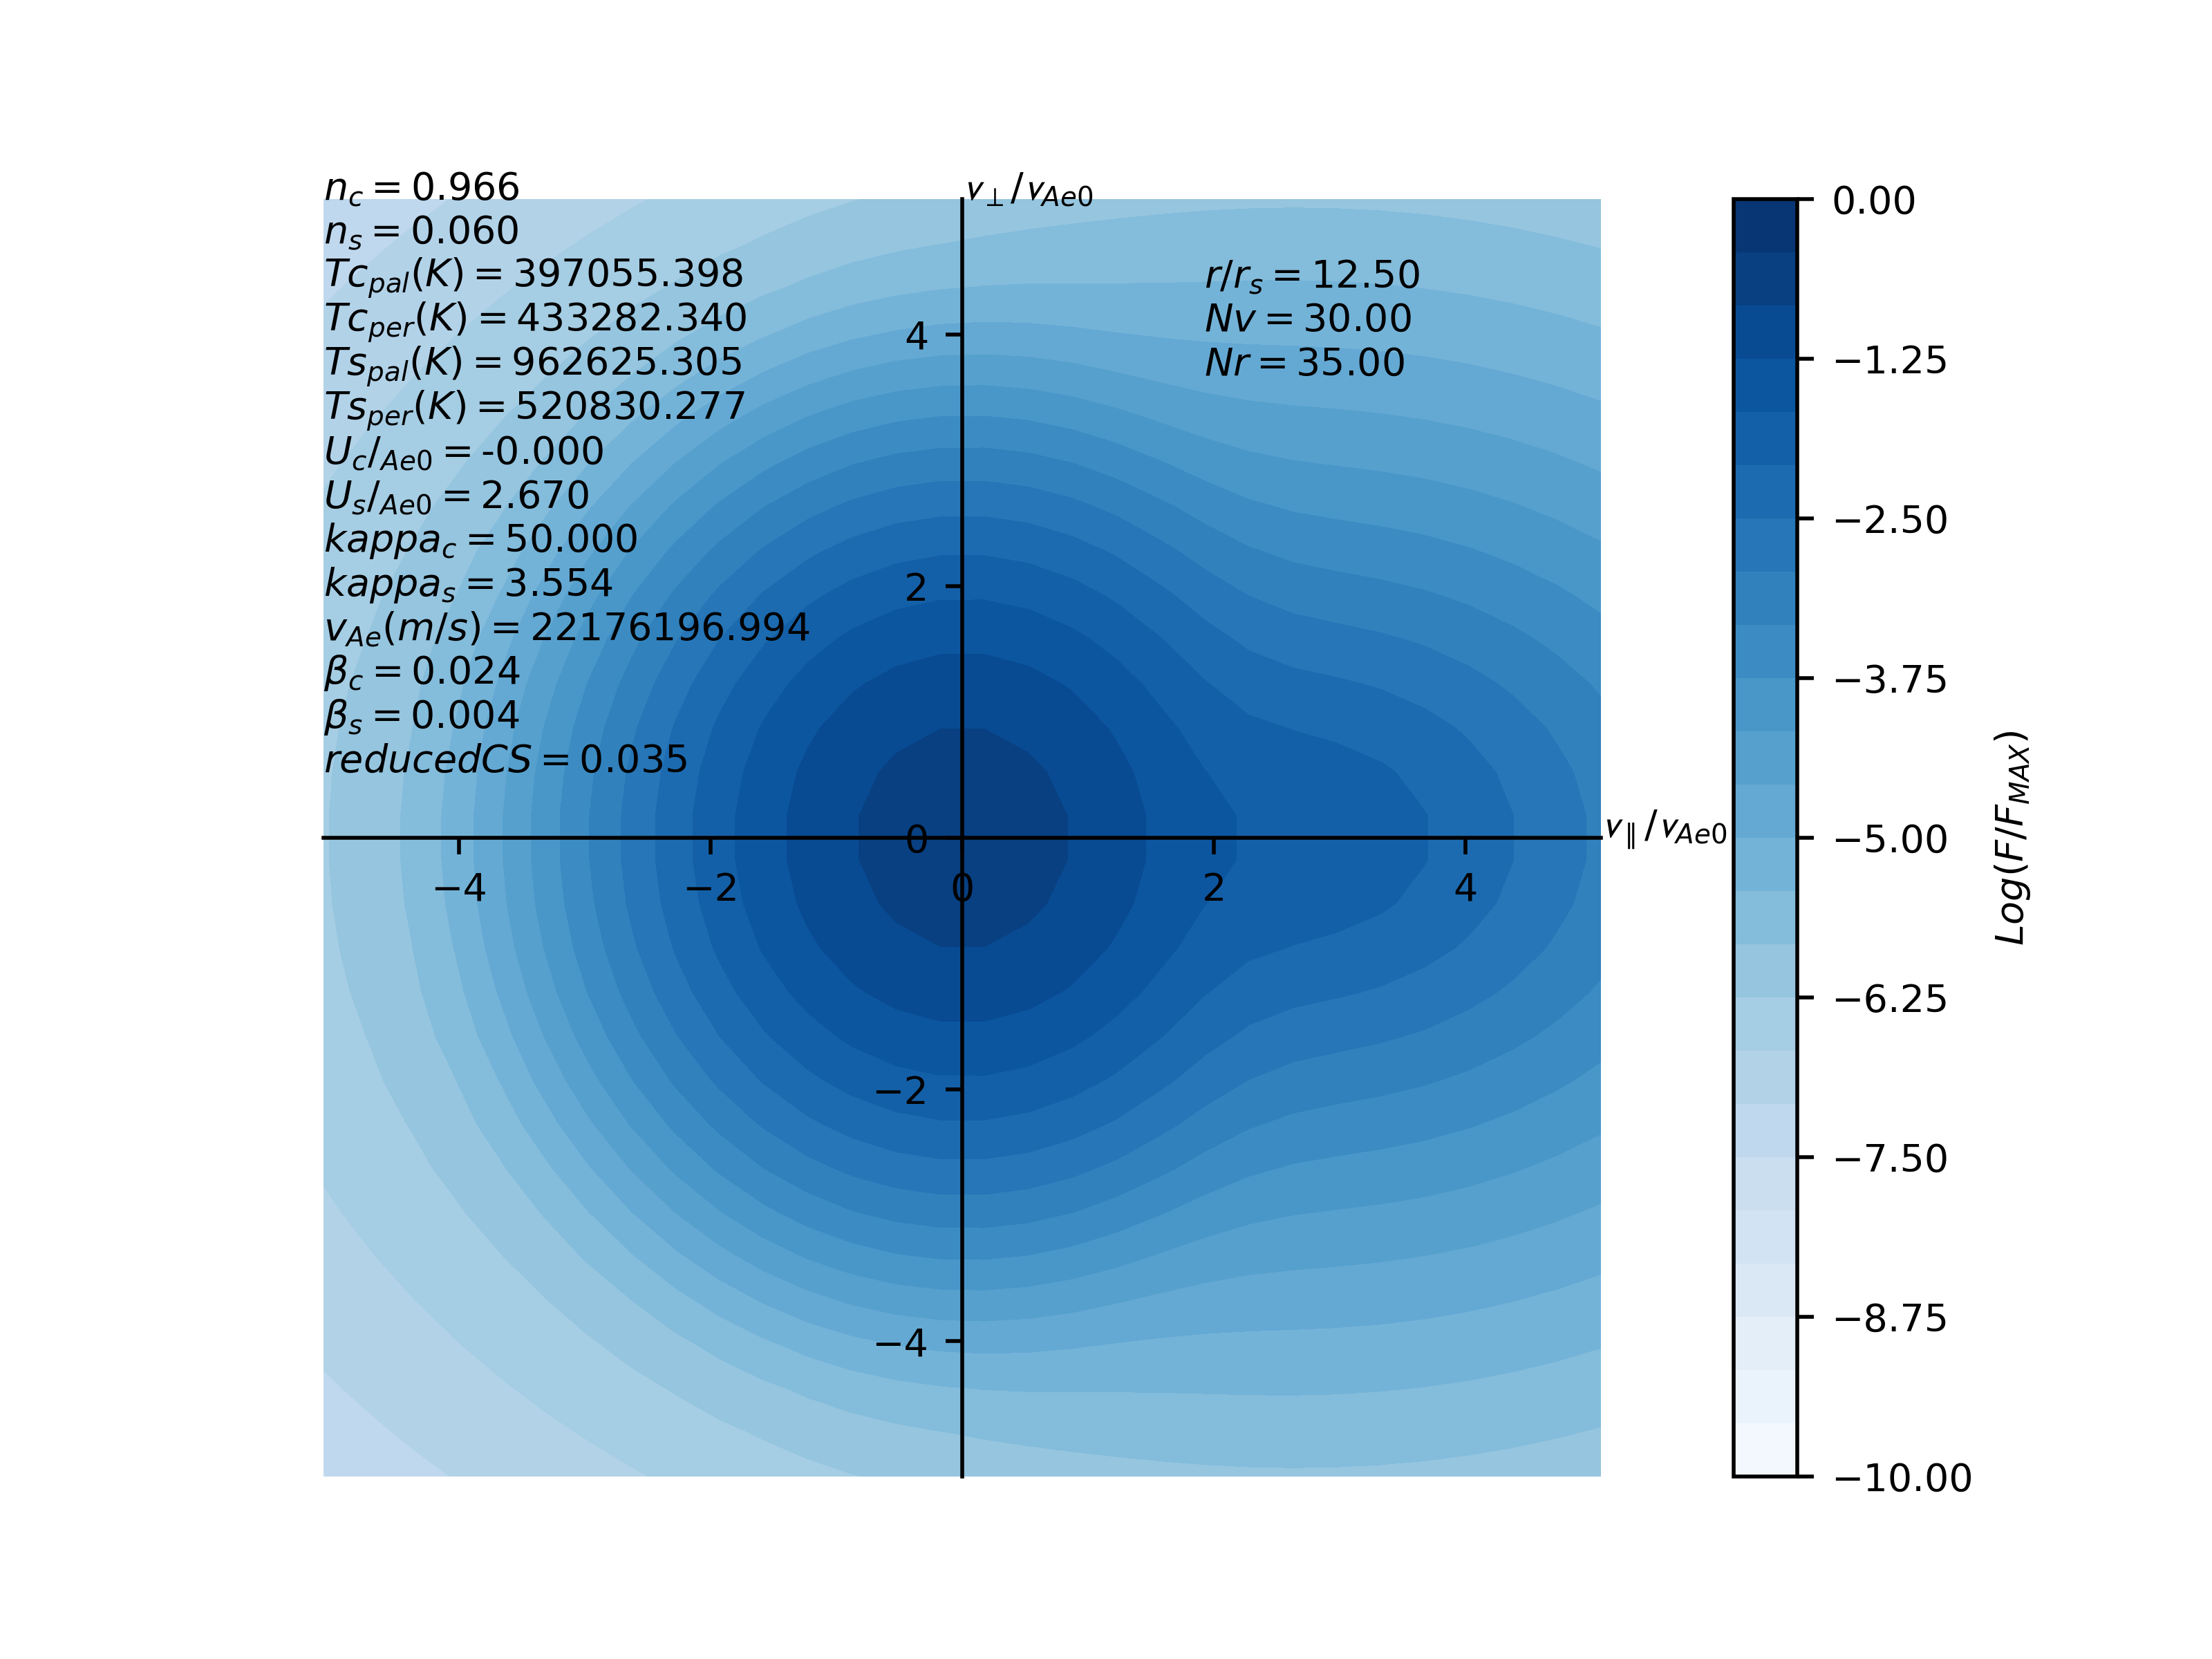 n_c = 0.966
n_s = 0.060
Tc_pal(K) = 397055.398
Tc_per(K) = 433282.340
Ts_pal(K) = 962625.305
Ts_per(K) = 520830.277
U_c/_Ae0 = -0.000
U_s/_Ae0 = 2.670
kappa_c = 50.000
kappa_s = 3.554
v_Ae(m/s) = 22176196.994
β_c = 0.024
β_s = 0.004
reducedCS = 0.035
v_⊥/v_Ae0
r/r_s = 12.50
Nv = 30.00
Nr = 35.00
4
2
0
−2
−4
−4
−2
0
2
4
v_∥/v_Ae0
0.00
−1.25
−2.50
−3.75
−5.00
−6.25
−7.50
−8.75
−10.00
Log(F/F_MAX)